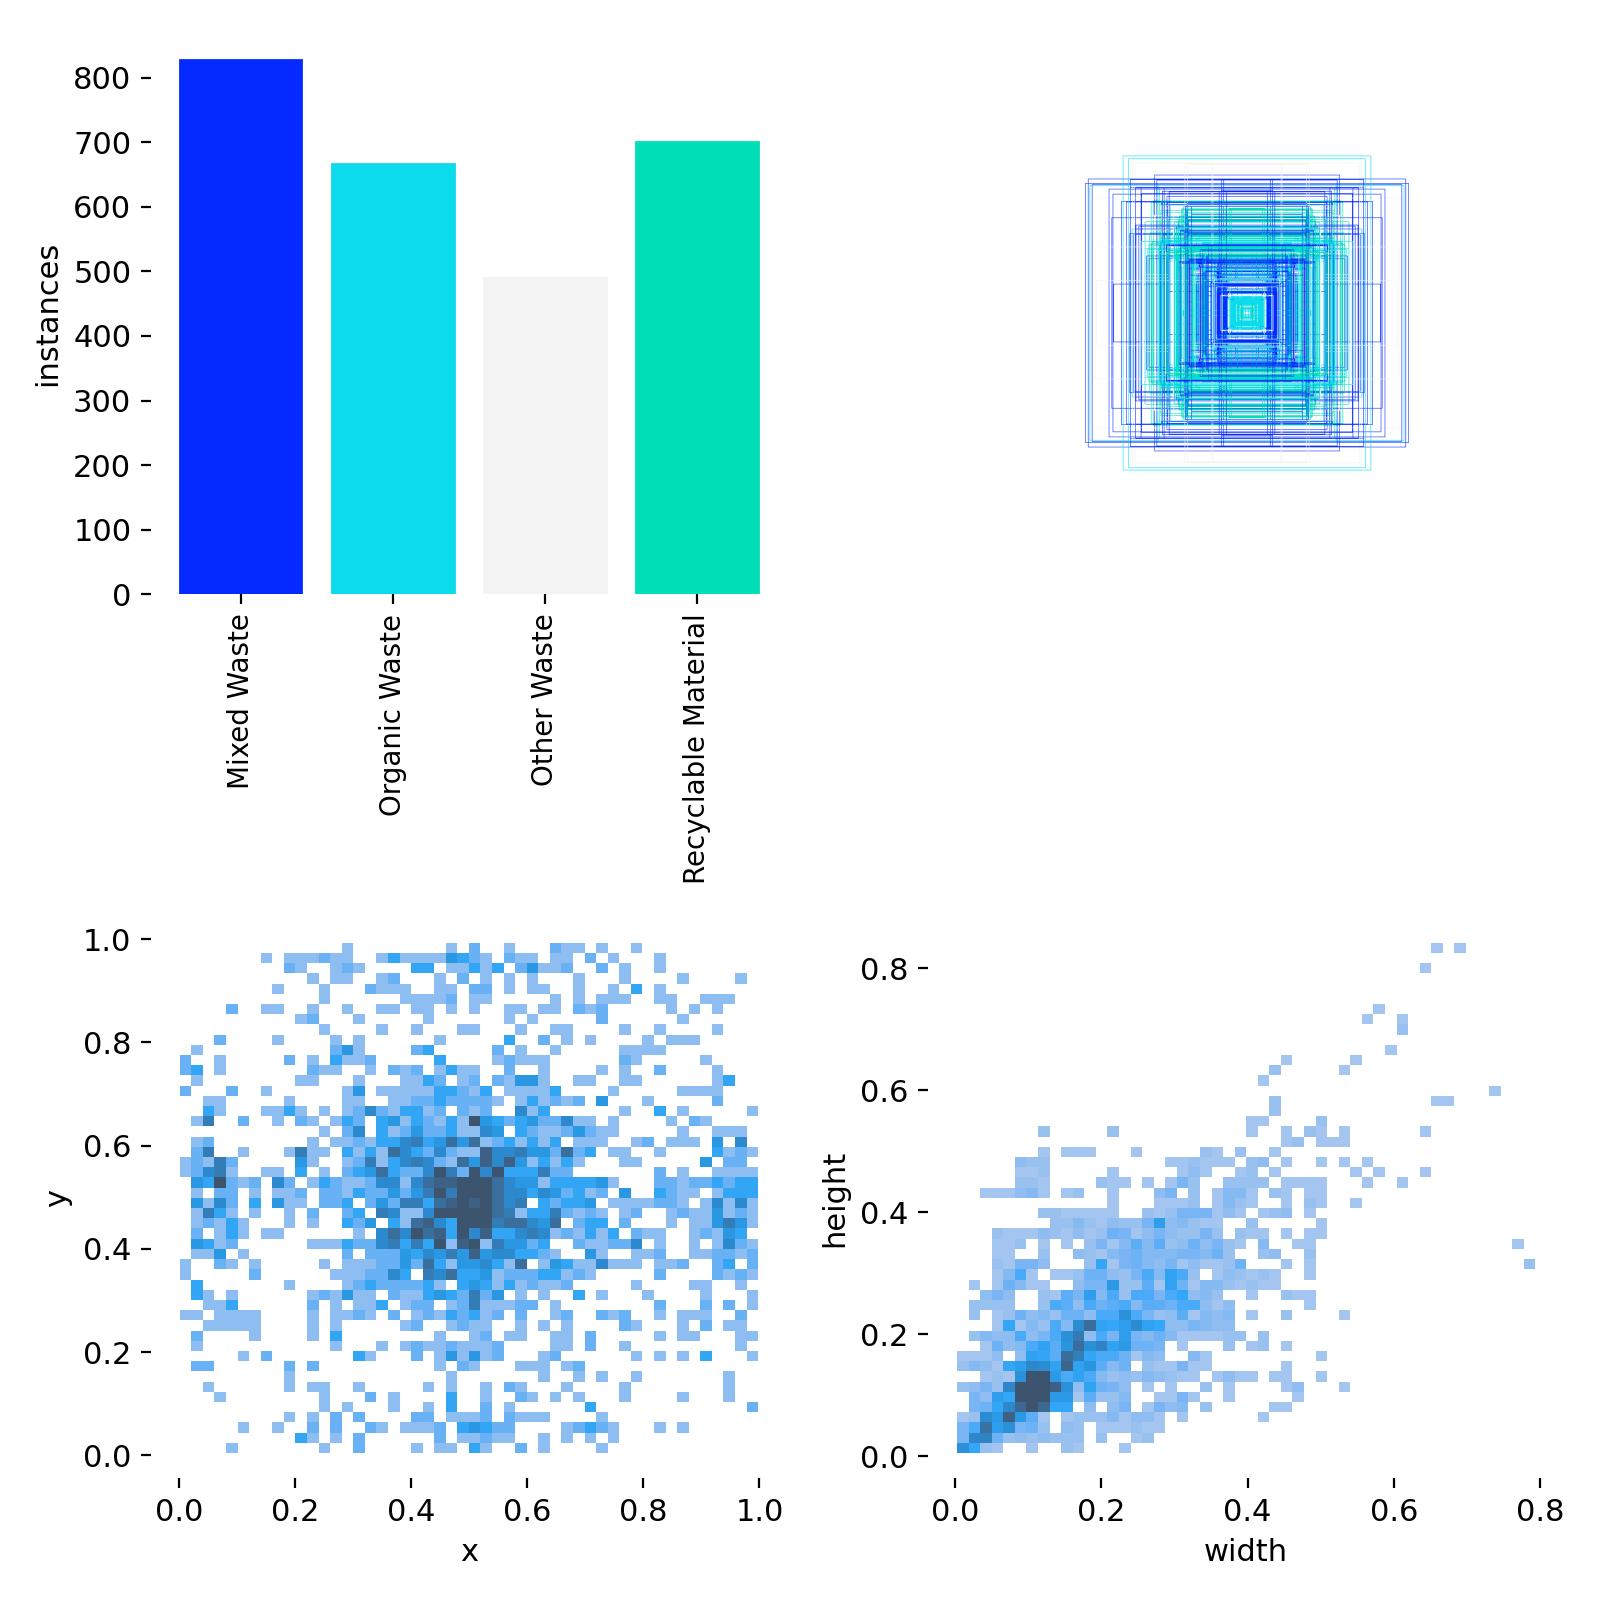 800
700
600
500
400
300
200
100
0
instances
Mixed Waste
Organic Waste
Other Waste
Recyclable Material
1.0
0.8
0.6
0.4
0.2
0.0
y
0.0 0.2 0.4 0.6 0.8 1.0
x
0.8
0.6
0.4
0.2
0.0
height
0.0 0.2 0.4 0.6 0.8
width